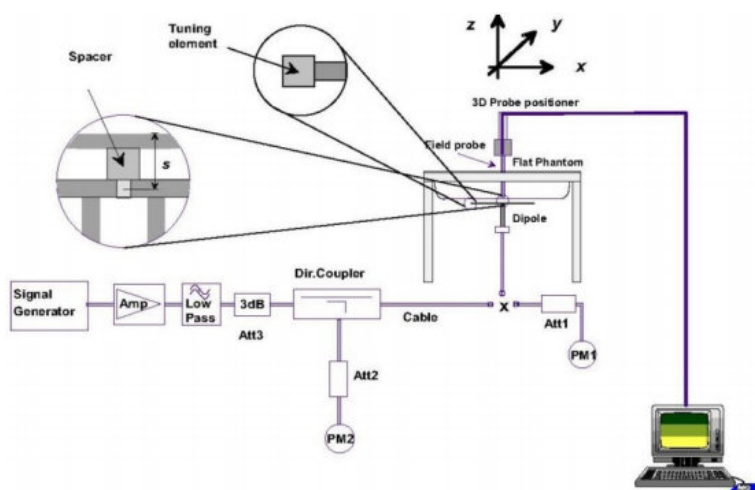 Tuning
element
Spacer
s
z
y
x
3D Probe positioner
Field probe
Flat Phantom
Dipole
Dir.Coupler
Signal
Generator
Amp
Low
Pass
3dB
Att3
Cable
x
Att1
PM1
Att2
PM2